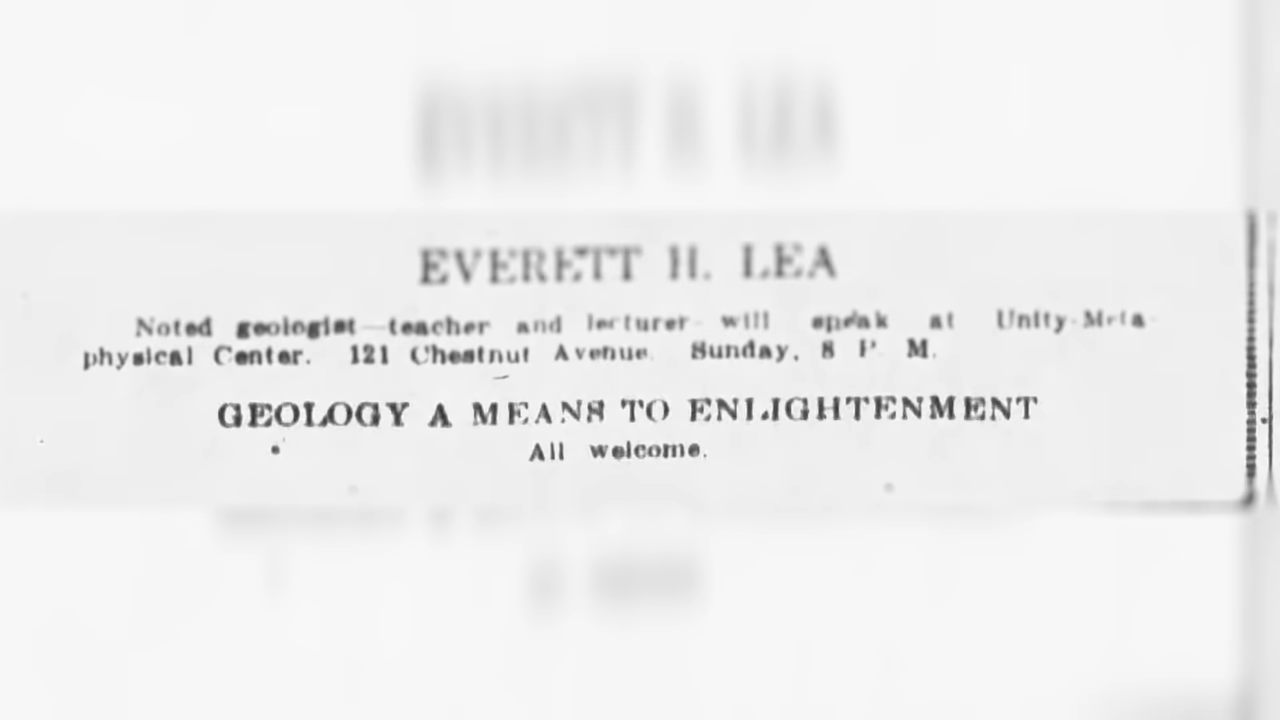 EVERETT H. LEA
Noted geologist—teacher and lecturer— will speak at Unity-Meta-
physical Center. 121 Chestnut Avenue. Sunday, 8 P. M.
GEOLOGY A MEANS TO ENLIGHTENMENT
All welcome.